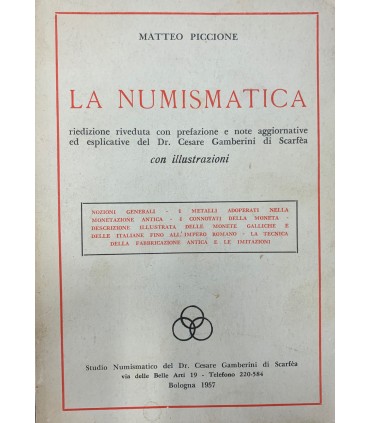 MATTEO PICCIONE
LA NUMISMATICA
riedizione riveduta con prefazione e note aggiornative
ed esplicative del Dr. Cesare Gamberini di Scarfèa
con illustrazioni
NOZIONI GENERALI - I METALLI ADOPERATI NELLA
MONETAZIONE ANTICA - I CONNOTATI DELLA MONETA -
DESCRIZIONE ILLUSTRATA DELLE MONETE GALLICHE E
DELLE ITALIANE FINO ALL'IMPERO ROMANO - LA TECNICA
DELLA FABBRICAZIONE ANTICA E LE IMITAZIONI
Studio Numismatico del Dr. Cesare Gamberini di Scarfèa
via delle Belle Arti 19 - Telefono 220-584
Bologna 1957